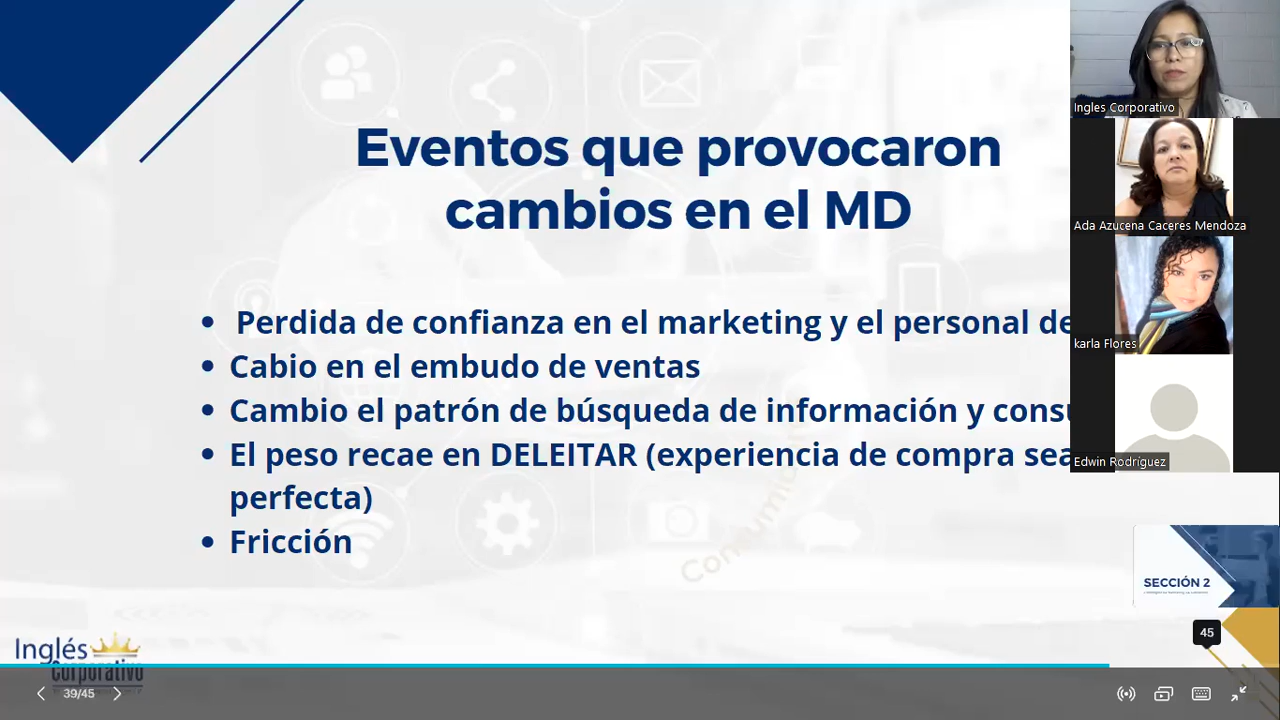 Eventos que provocaron
cambios en el MD
Perdida de confianza en el marketing y el personal de
Cabio en el embudo de ventas
Cambio el patrón de búsqueda de información y
El peso recae en DELEITAR (experiencia de compra sea
perfecta)
Fricción
Consumi
Ingles Corporativo
Ada Azucena Caceres Mendoza
karla Flores
Edwin Rodríguez
SECCIÓN 2
45
Inglés
Corporativo
39/45